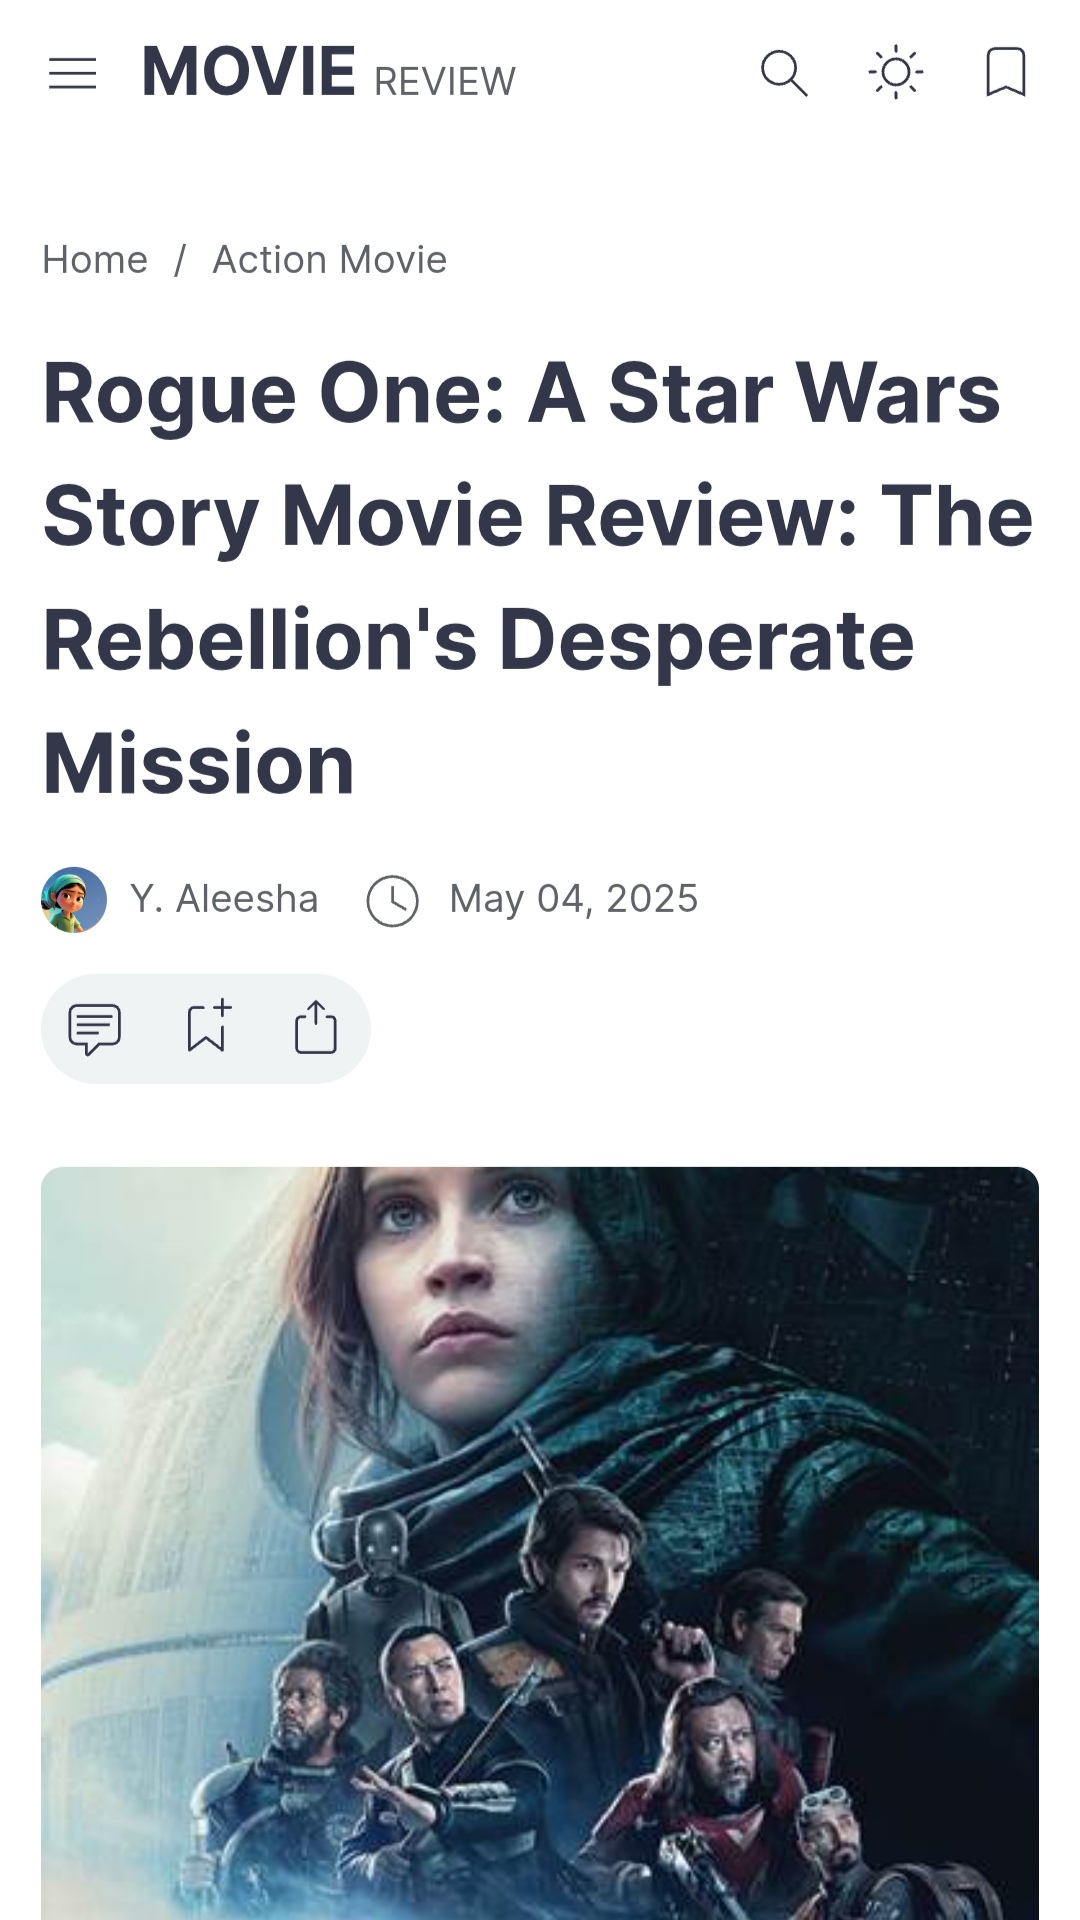 MOVIE REVIEW
Home / Action Movie
Rogue One: A Star Wars
Story Movie Review: The
Rebellion's Desperate
Mission
Y. Aleesha May 04, 2025